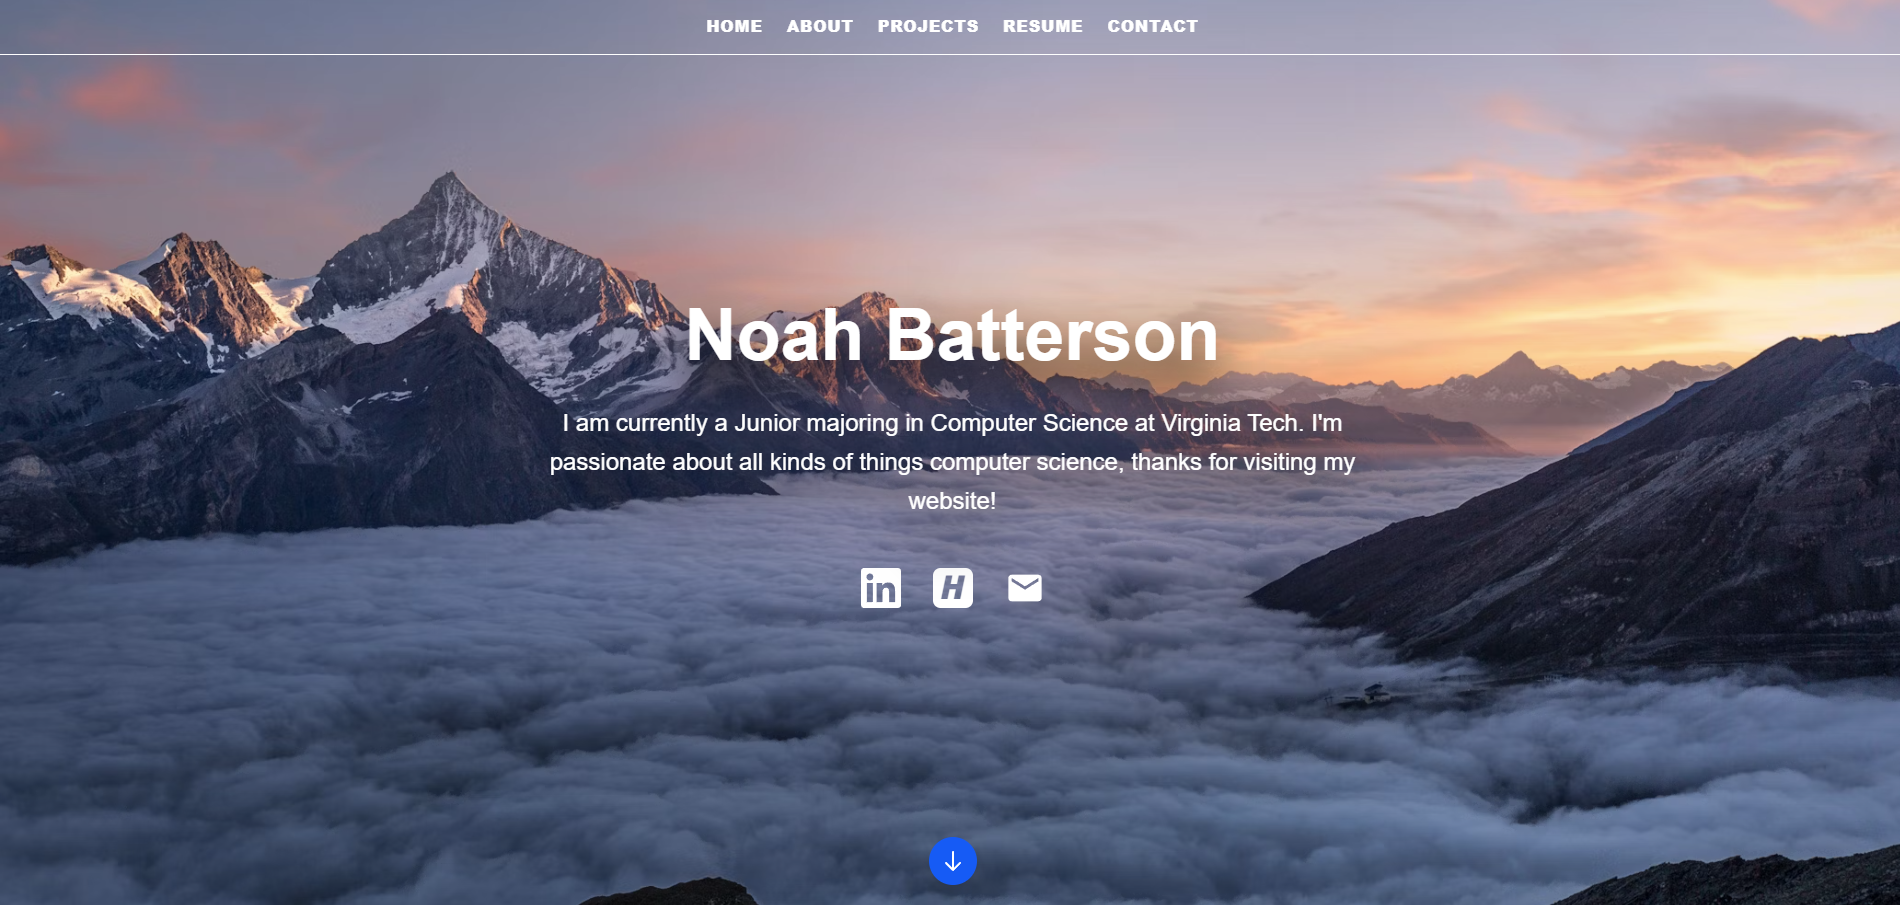 HOME ABOUT PROJECTS RESUME CONTACT
Noah Batterson
I am currently a Junior majoring in Computer Science at Virginia Tech. I'm
passionate about all kinds of things computer science, thanks for visiting my
website!
in H